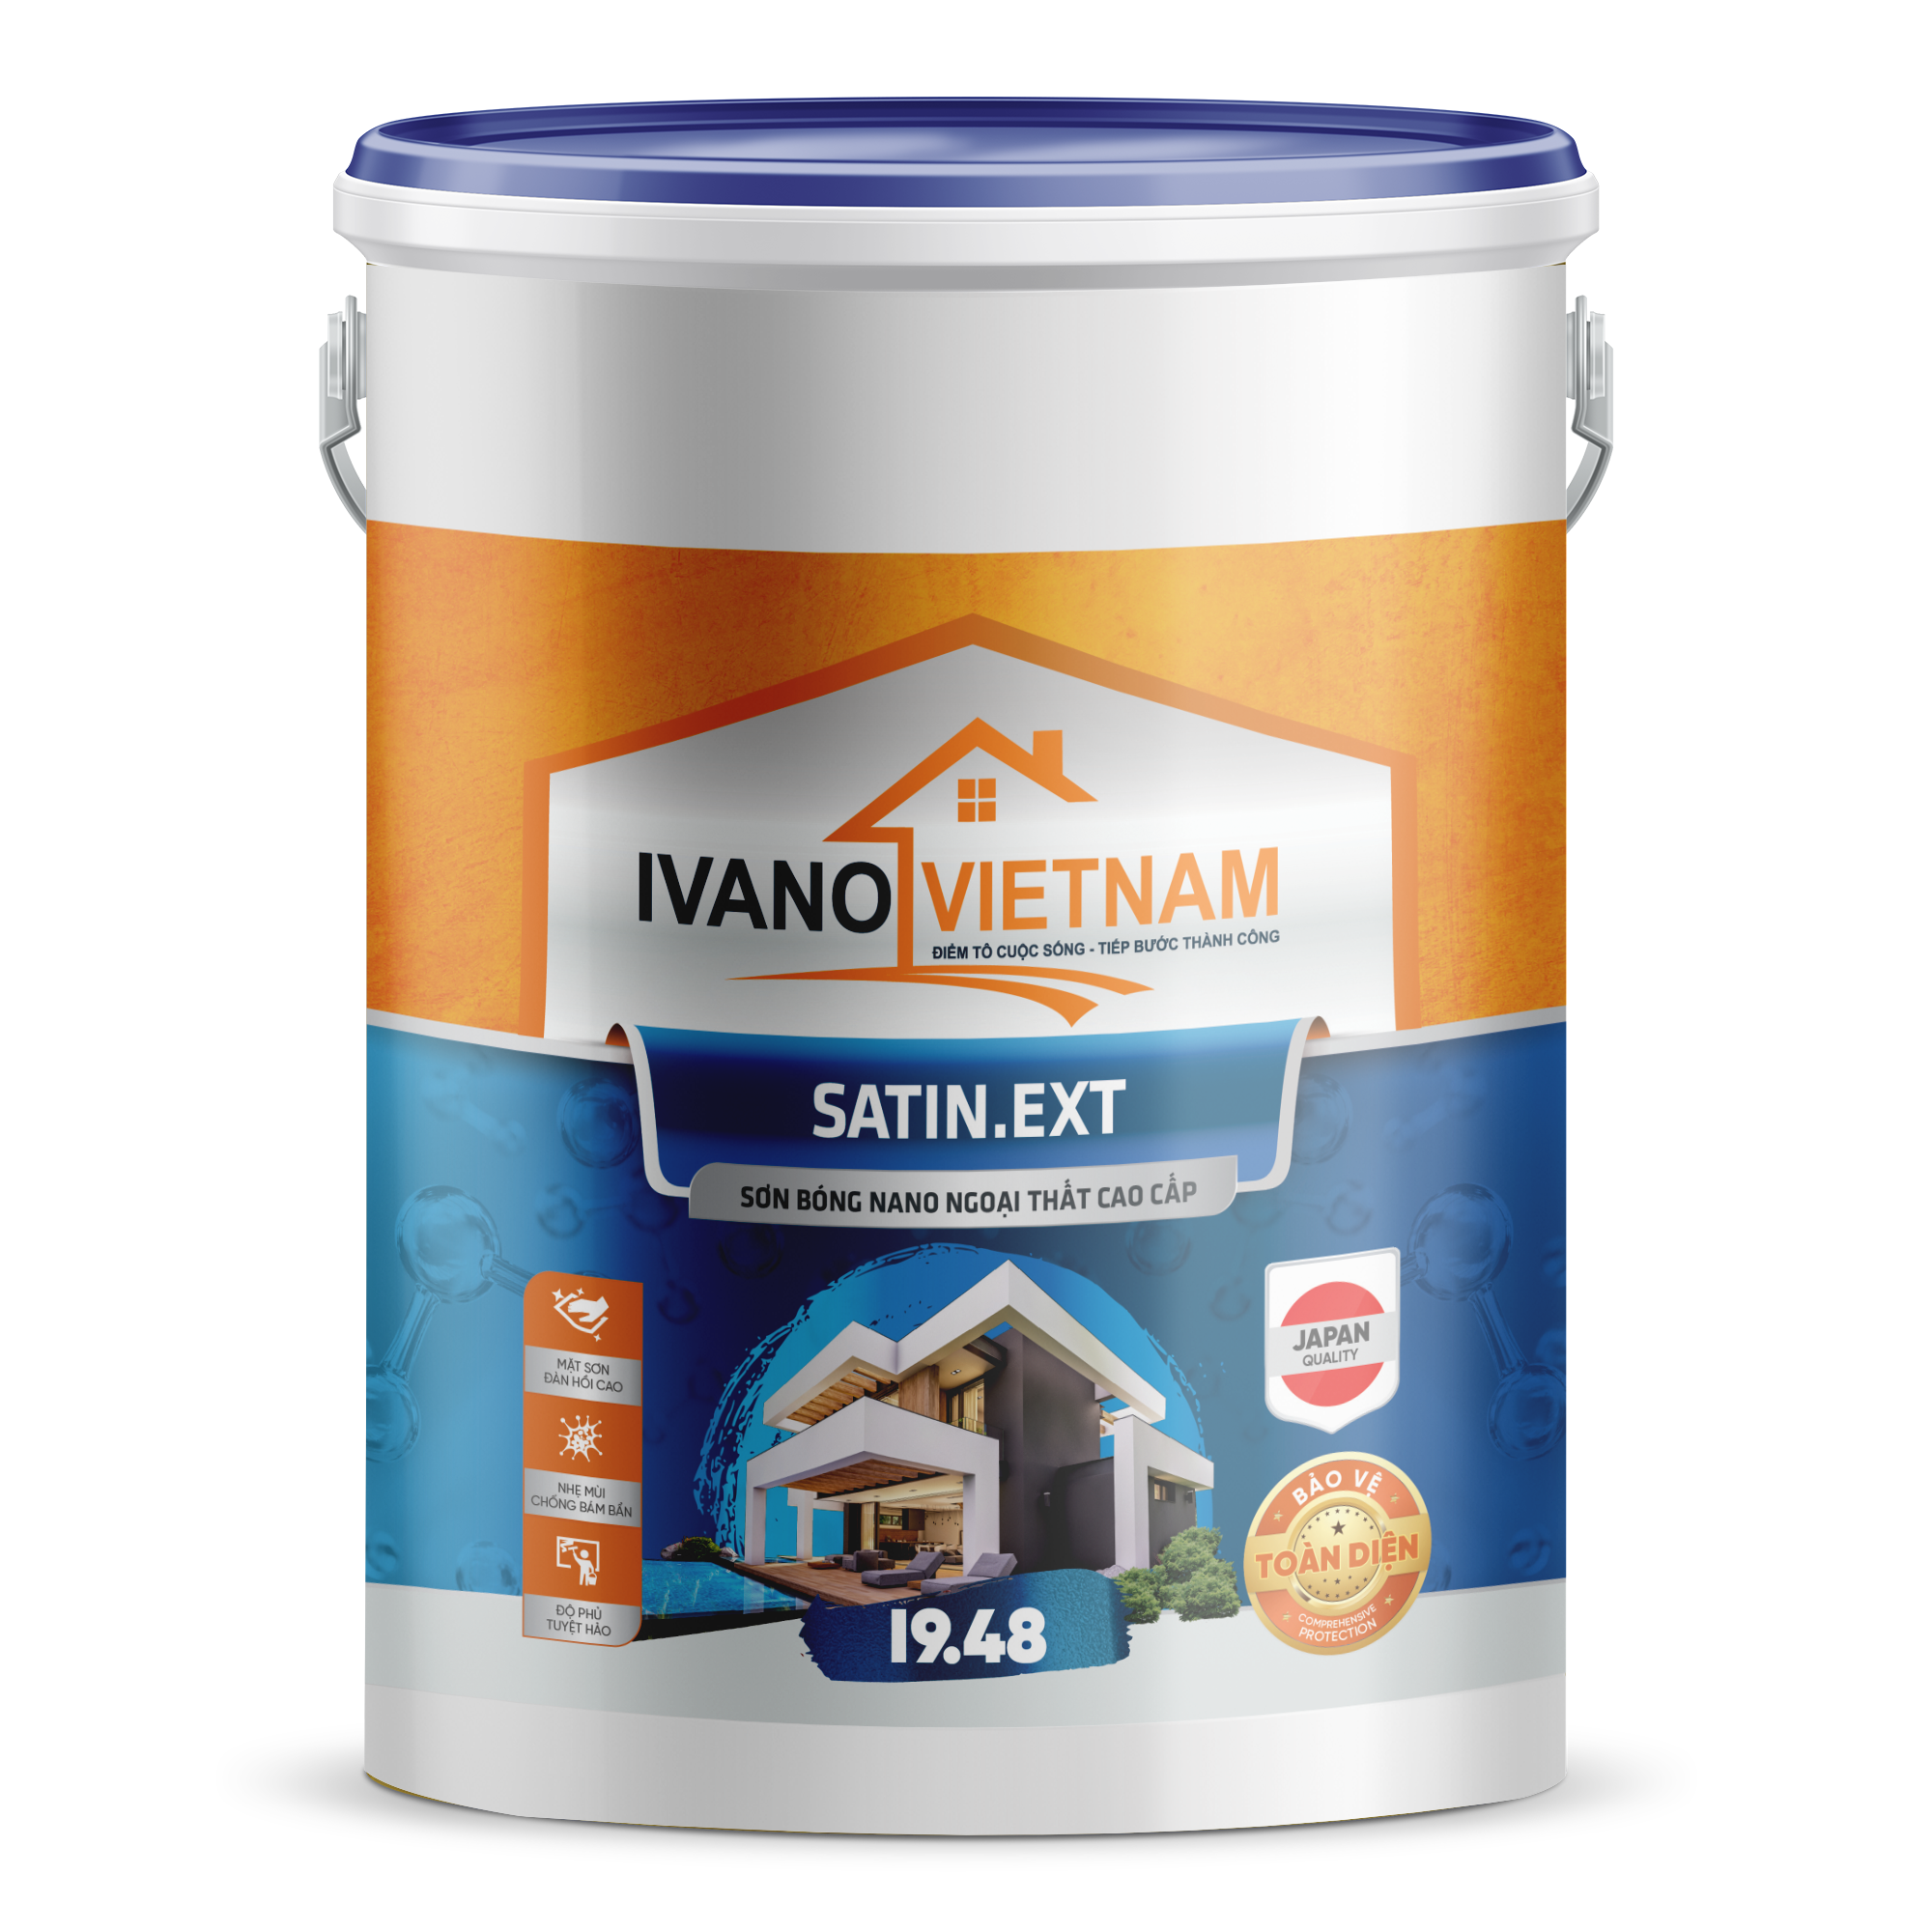 IVANO VIETNAM
ĐIỂM TÔ CUỘC SỐNG - TIẾP BƯỚC THÀNH CÔNG
SATIN.EXT
SƠN BÓNG NANO NGOẠI THẤT CAO CẤP
MẶT SƠN
ĐÀN HỒI CAO
NHẸ MÙI
CHỐNG BÁM BẨN
ĐỘ PHỦ
TUYỆT HẢO
JAPAN
QUALITY
BẢO VỆ
TOÀN DIỆN
COMPREHENSIVE
PROTECTION
I9.48